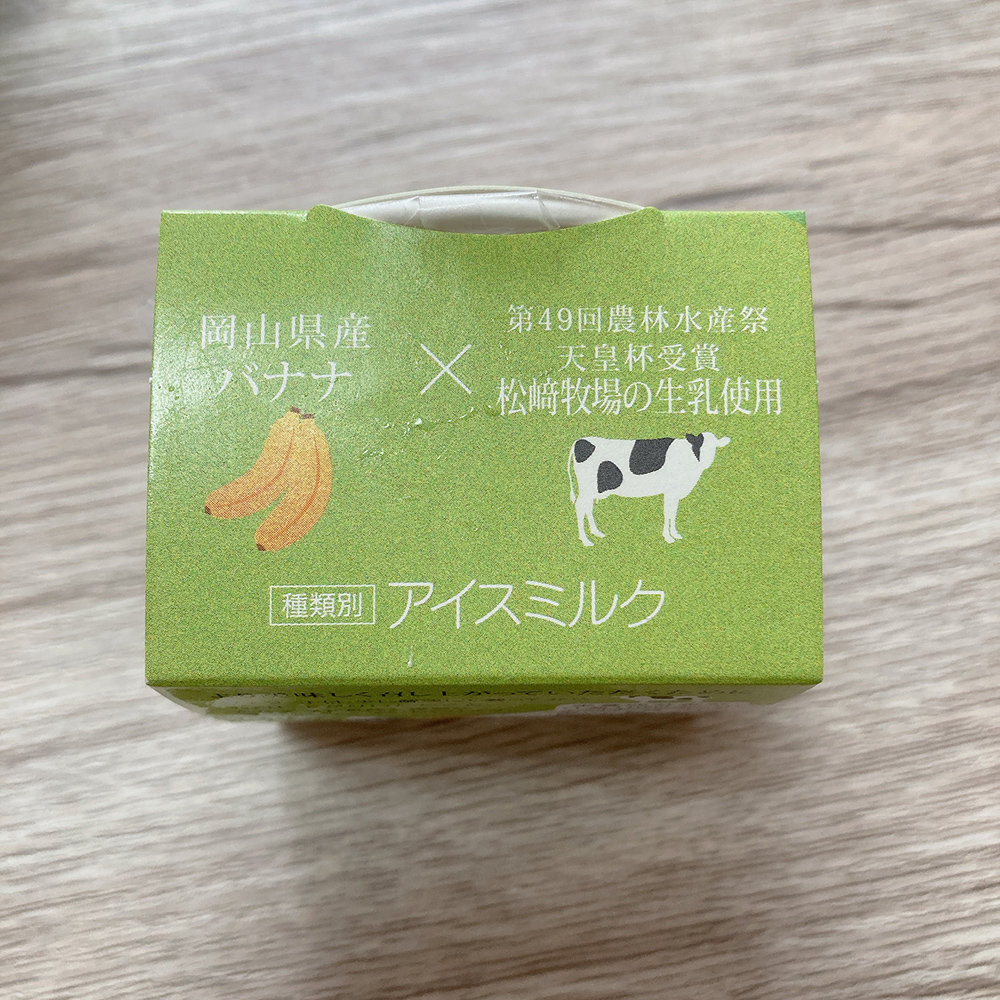 岡山県産
バナナ
×
第49回農林水産祭
天皇杯受賞
松﨑牧場の生乳使用
種類別 アイスミルク